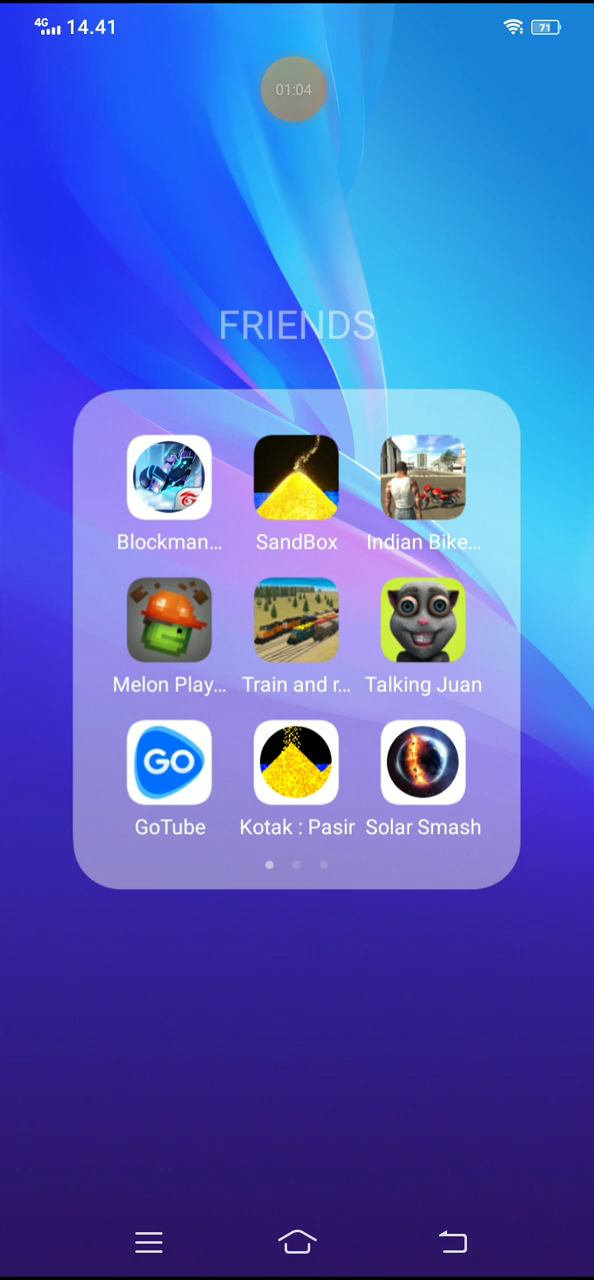 4G 14.41 71
01:04
FRIENDS
Blockman... SandBox Indian Bike...
Melon Play... Train and r... Talking Juan
GO
GoTube Kotak : Pasir Solar Smash